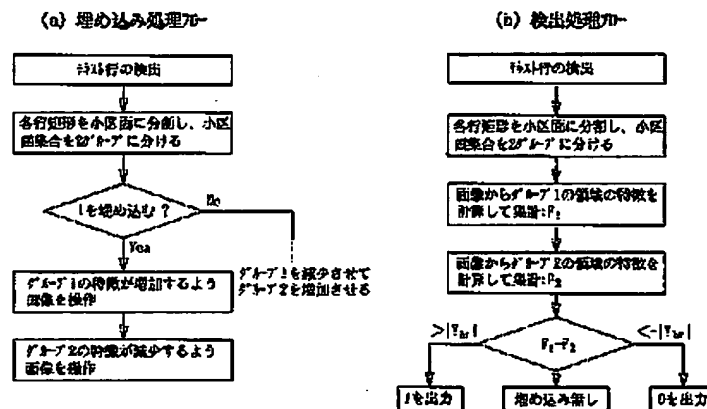 (a) 埋め込み処理フロー
テキスト行の検出
各行矩形を小区画に分割し、小区
画集合を2グループに分ける
1を埋め込む?
No
Yes
グループ1の特徴が増加するよう
画像を操作
グループ1を減少させて
グループ2を増加させる
グループ2の特徴が減少するよう
画像を操作
(b) 検出処理フロー
テキスト行の検出
各行矩形を小区画に分割し、小区
画集合を2グループに分ける
画像からグループ1の領域の特徴を
計算して集計:F₁
画像からグループ2の領域の特徴を
計算して集計:F₂
F₁-F₂
>|T
<-|T
1を出力
埋め込み無し
0を出力